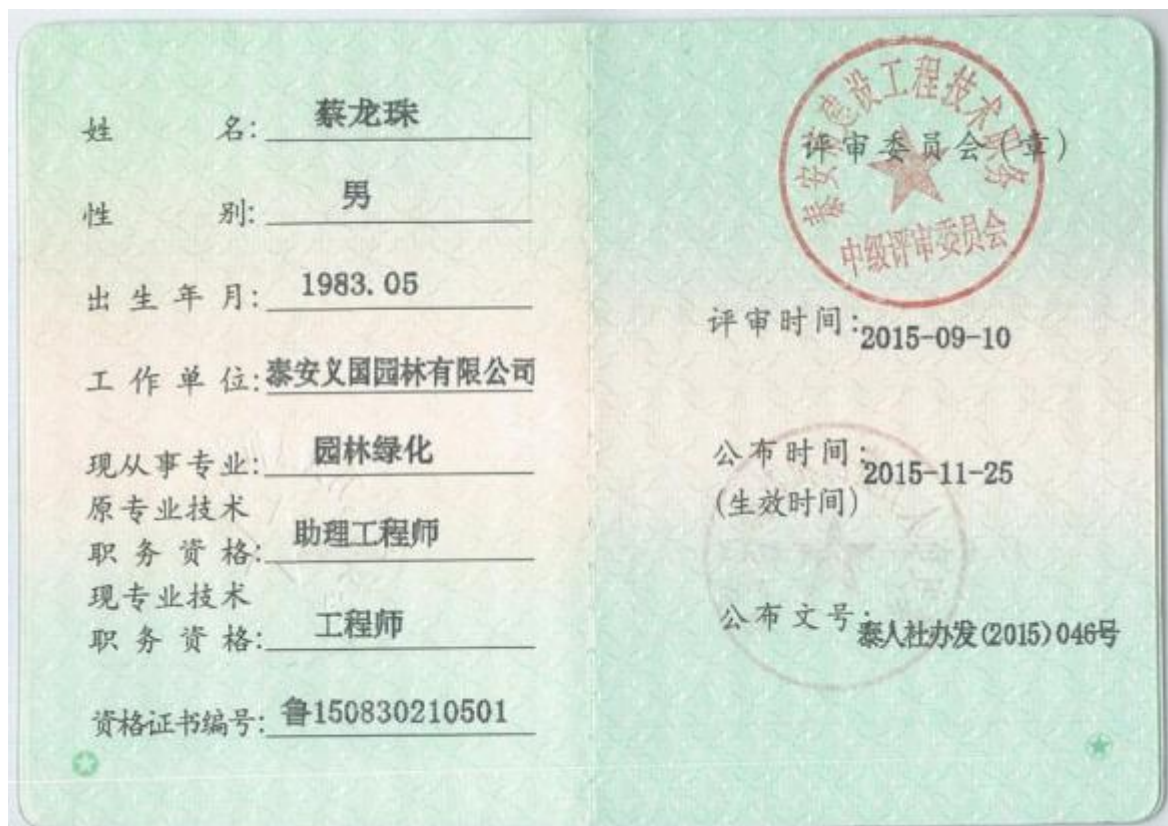 姓 名: 蔡龙珠
性 别: 男
出生年月: 1983.05
工作单位: 泰安义国园林有限公司
现从事专业: 园林绿化
原专业技术
职务资格: 助理工程师
现专业技术
职务资格: 工程师
资格证书编号: 鲁150830210501
泰安市建设工程技术职务
评审委员会(章)
中级评审委员会
评审时间: 2015-09-10
公布时间: 2015-11-25
(生效时间)
公布文号: 泰人社办发(2015)046号